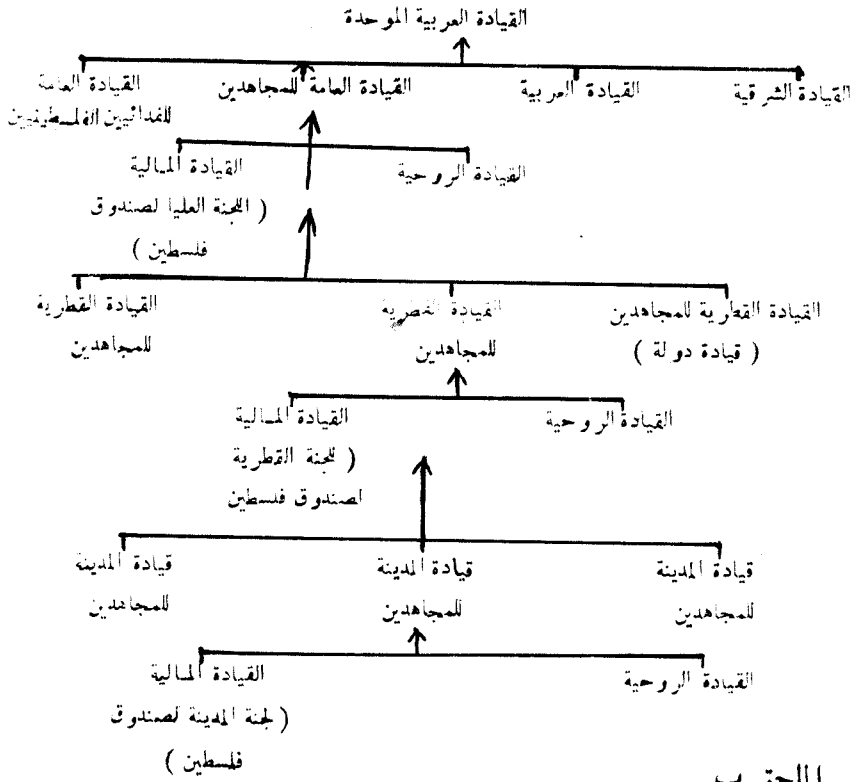 القيادة العربية الموحدة
القيادة الشرقية القيادة الغربية القيادة العامة للمجاهدين القيادة العامة
للفدائيين الفلسطينيين
القيادة الروحية القيادة المالية
( اللجنة العليا لصندوق
فلسطين )
القيادة القطرية للمجاهدين القيادة القطرية القيادة القطرية
( قيادة دولة ) للمجاهدين للمجاهدين
القيادة الروحية القيادة المالية
( للجنة القطرية
لصندوق فلسطين
قيادة المدينة قيادة المدينة قيادة المدينة
للمجاهدين للمجاهدين للمجاهدين
القيادة الروحية القيادة المالية
( لجنة المدينة لصندوق
فلسطين )